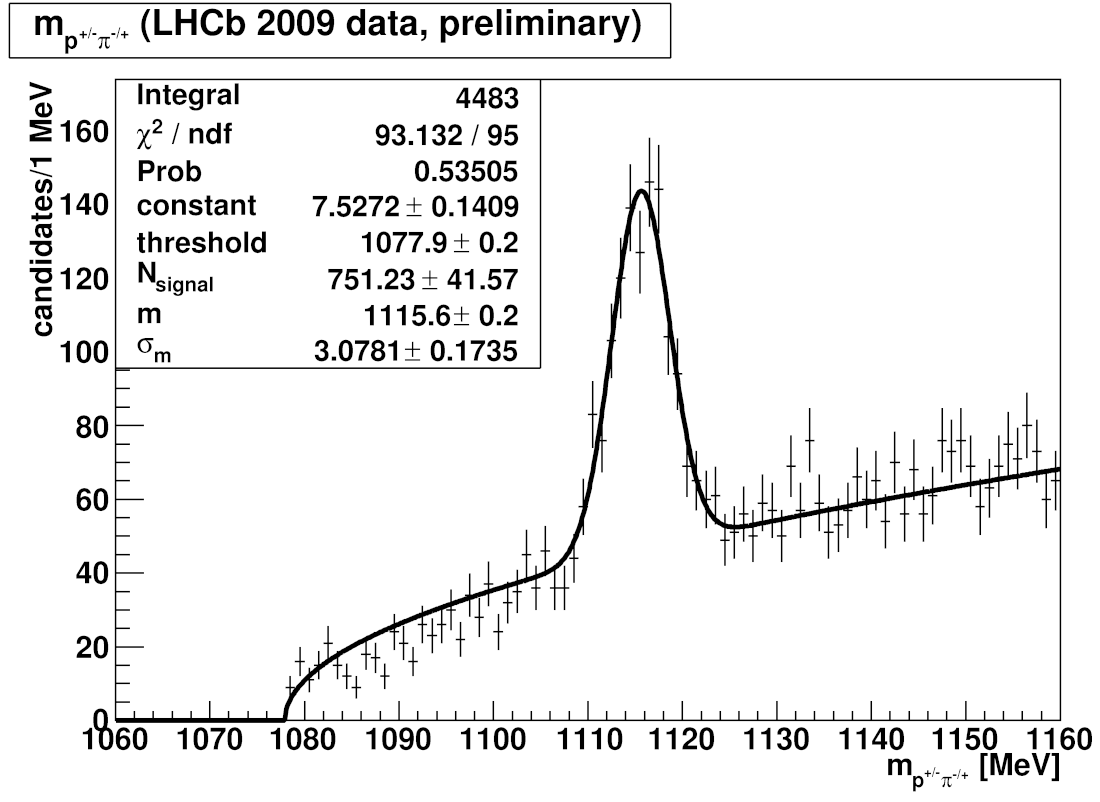 m_p+/-π-/+ (LHCb 2009 data, preliminary)
candidates/1 MeV
Integral 4483
χ² / ndf 93.132 / 95
Prob 0.53505
constant 7.5272 ± 0.1409
threshold 1077.9 ± 0.2
N_signal 751.23 ± 41.57
m 1115.6 ± 0.2
σ_m 3.0781 ± 0.1735
160
140
120
100
80
60
40
20
0
1060 1070 1080 1090 1100 1110 1120 1130 1140 1150 1160
m_p+/-π-/+ [MeV]